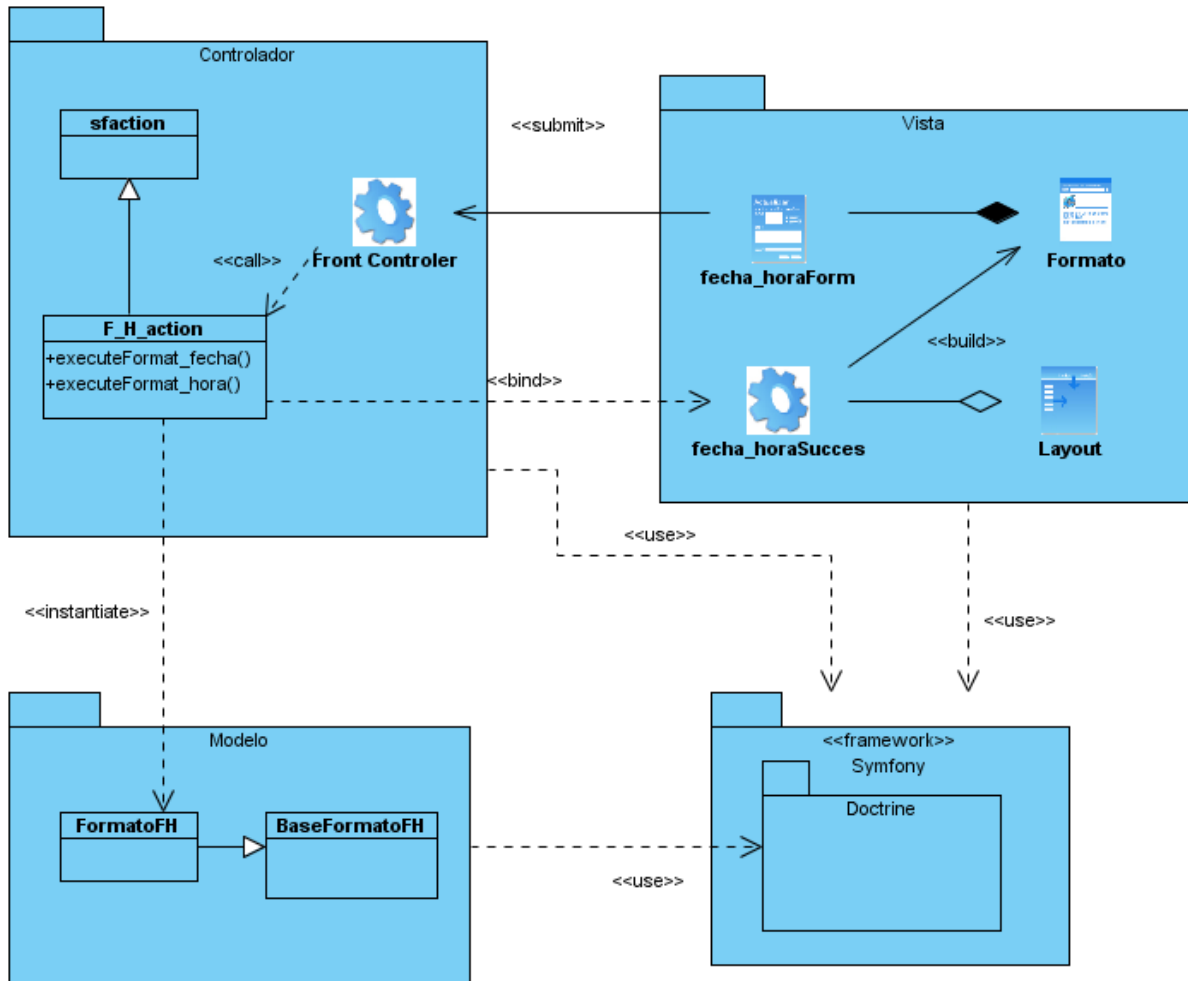 Controlador
sfaction
<<call>>
Front Controler
F_H_action
+executeFormat_fecha()
+executeFormat_hora()
<<submit>>
Vista
fecha_horaForm
Formato
<<build>>
<<bind>>
fecha_horaSucces
Layout
<<use>>
<<use>>
<<instantiate>>
Modelo
FormatoFH
BaseFormatoFH
<<use>>
<<framework>>
Symfony
Doctrine